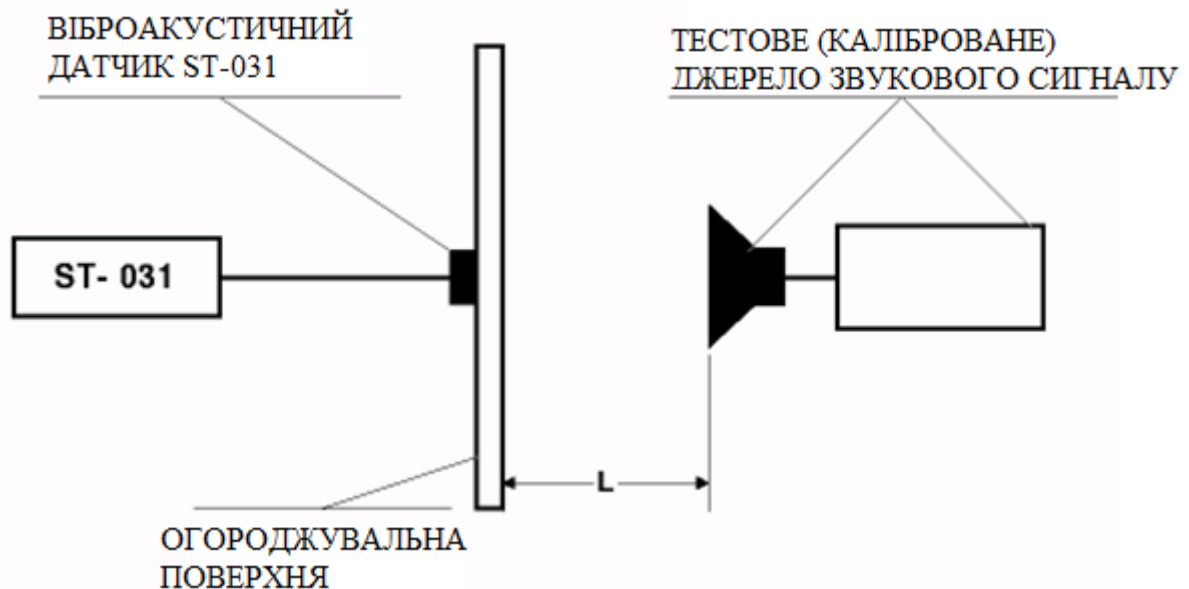 ВІБРОАКУСТИЧНИЙ
ДАТЧИК ST-031
ТЕСТОВЕ (КАЛІБРОВАНЕ)
ДЖЕРЕЛО ЗВУКОВОГО СИГНАЛУ
ST- 031
L
ОГОРОДЖУВАЛЬНА
ПОВЕРХНЯ